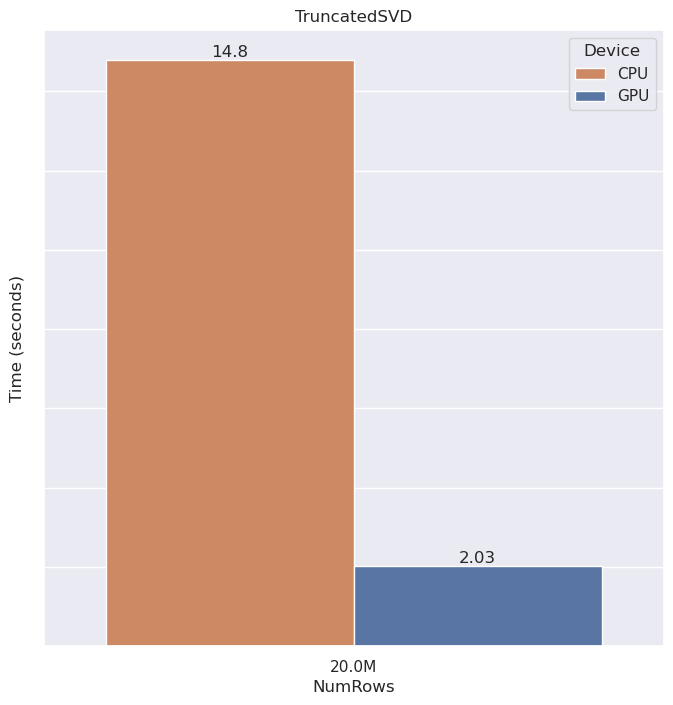 TruncatedSVD
Device
CPU
GPU
14.8
2.03
Time (seconds)
20.0M
NumRows